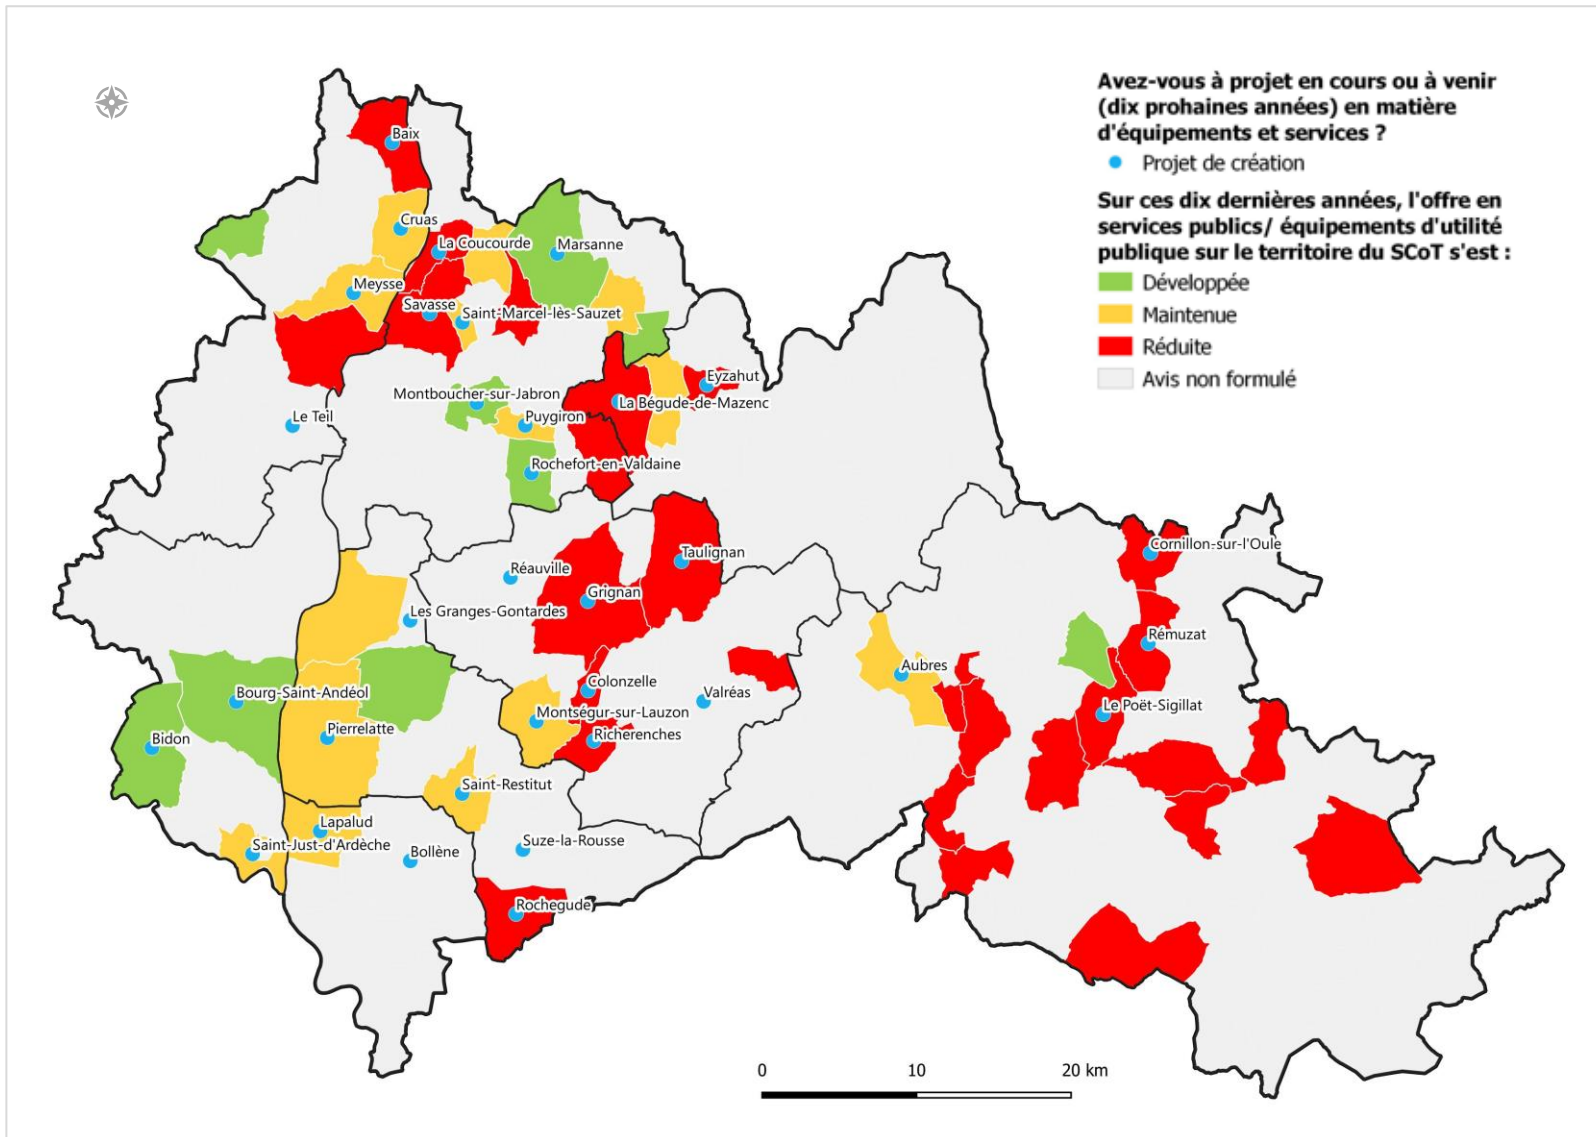 Avez-vous à projet en cours ou à venir
(dix prohaines années) en matière
d'équipements et services ?
Projet de création
Sur ces dix dernières années, l'offre en
services publics/ équipements d'utilité
publique sur le territoire du SCoT s'est :
Développée
Maintenue
Réduite
Avis non formulé
Baix
Cruas
La Coucourde
Marsanne
Meysse
Savasse
Saint-Marcel-lès-Sauzet
Eyzahut
Montboucher-sur-Jabron
La Bégude-de-Mazenc
Le Teil
Puygiron
Rochefort-en-Valdaine
Cornillon-sur-l'Oule
Taulignan
Réauville
Grignan
Les Granges-Gontardes
Rémuzat
Aubres
Colonzelle
Bourg-Saint-Andéol
Valréas
Le Poët-Sigillat
Montségur-sur-Lauzon
Pierrelatte
Richerenches
Bidon
Saint-Restitut
Lapalud
Saint-Just-d'Ardèche
Suze-la-Rousse
Bollène
Rochegude
0 10 20 km